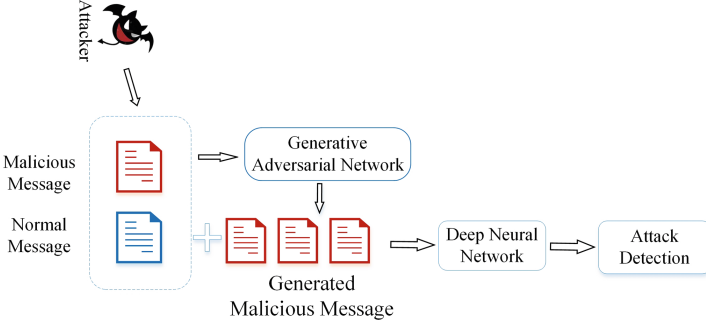 Attacker
Malicious
Message
Normal
Message
Generative
Adversarial Network
Generated
Malicious Message
Deep Neural
Network
Attack
Detection